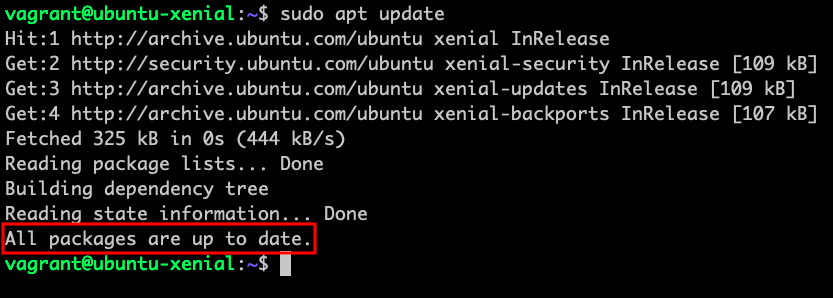 vagrant@ubuntu-xenial:~$ sudo apt update
Hit:1 http://archive.ubuntu.com/ubuntu xenial InRelease
Get:2 http://security.ubuntu.com/ubuntu xenial-security InRelease [109 kB]
Get:3 http://archive.ubuntu.com/ubuntu xenial-updates InRelease [109 kB]
Get:4 http://archive.ubuntu.com/ubuntu xenial-backports InRelease [107 kB]
Fetched 325 kB in 0s (444 kB/s)
Reading package lists... Done
Building dependency tree
Reading state information... Done
All packages are up to date.
vagrant@ubuntu-xenial:~$